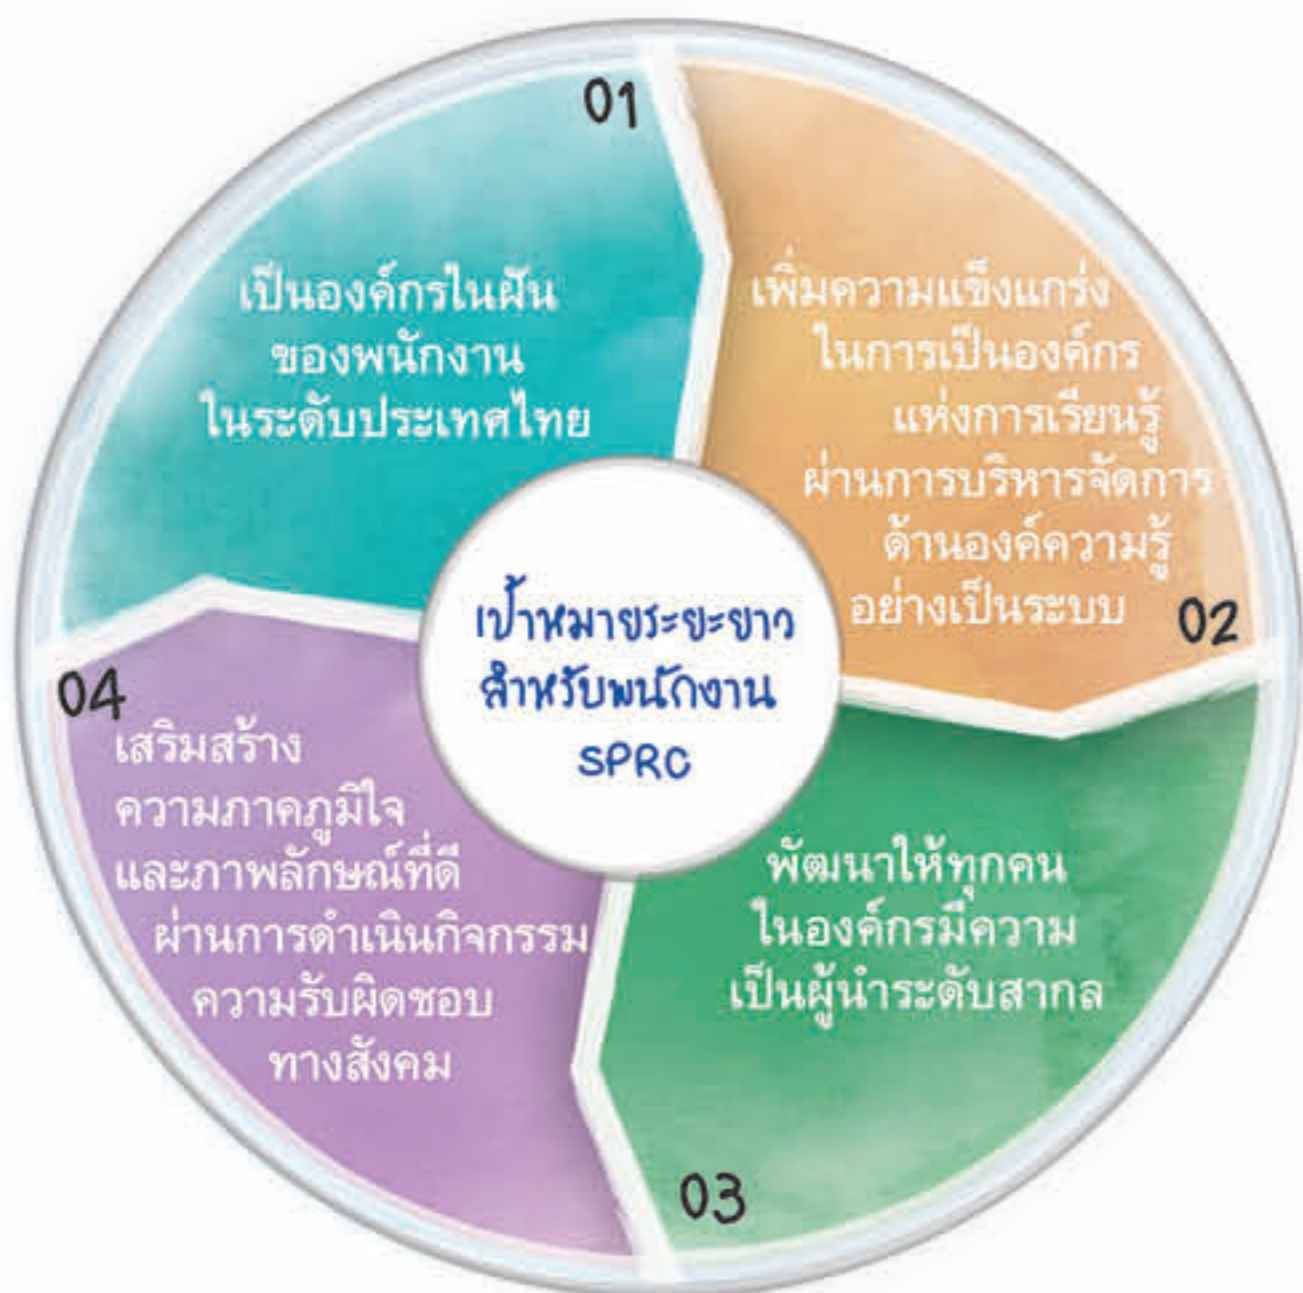 เป้าหมายระยะยาว
สำหรับพนักงาน
SPRC
01
เป็นองค์กรในฝัน
ของพนักงาน
ในระดับประเทศไทย
02
เพิ่มความแข็งแกร่ง
ในการเป็นองค์กร
แห่งการเรียนรู้
ผ่านการบริหารจัดการ
ด้านองค์ความรู้
อย่างเป็นระบบ
03
พัฒนาให้ทุกคน
ในองค์กรมีความ
เป็นผู้นำระดับสากล
04
เสริมสร้าง
ความภาคภูมิใจ
และภาพลักษณ์ที่ดี
ผ่านการดำเนินกิจกรรม
ความรับผิดชอบ
ทางสังคม